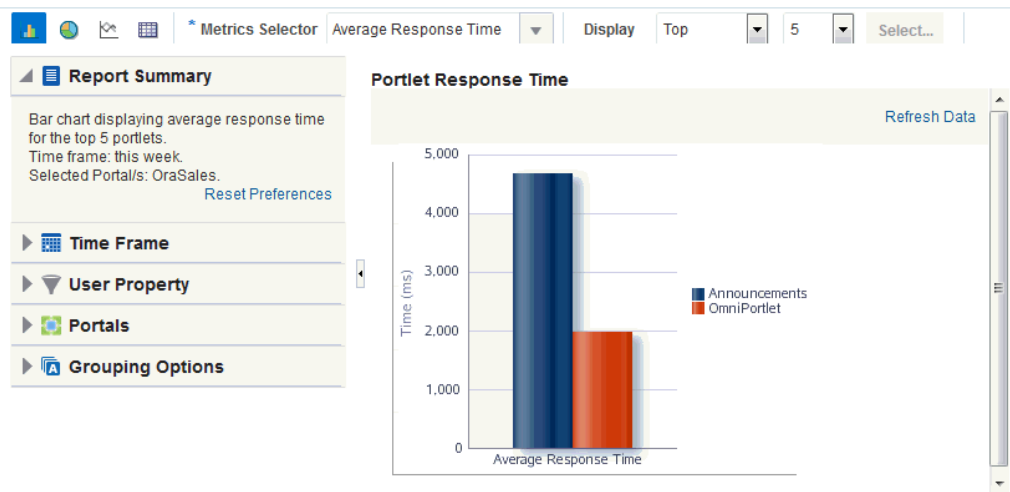 * Metrics Selector Average Response Time Display Top 5 Select...
Report Summary
Bar chart displaying average response time
for the top 5 portlets.
Time frame: this week.
Selected Portal/s: OraSales.
Reset Preferences
Time Frame
User Property
Portals
Grouping Options
Portlet Response Time
Refresh Data
5,000
4,000
3,000
2,000
1,000
0
Time (ms)
Average Response Time
Announcements
OmniPortlet